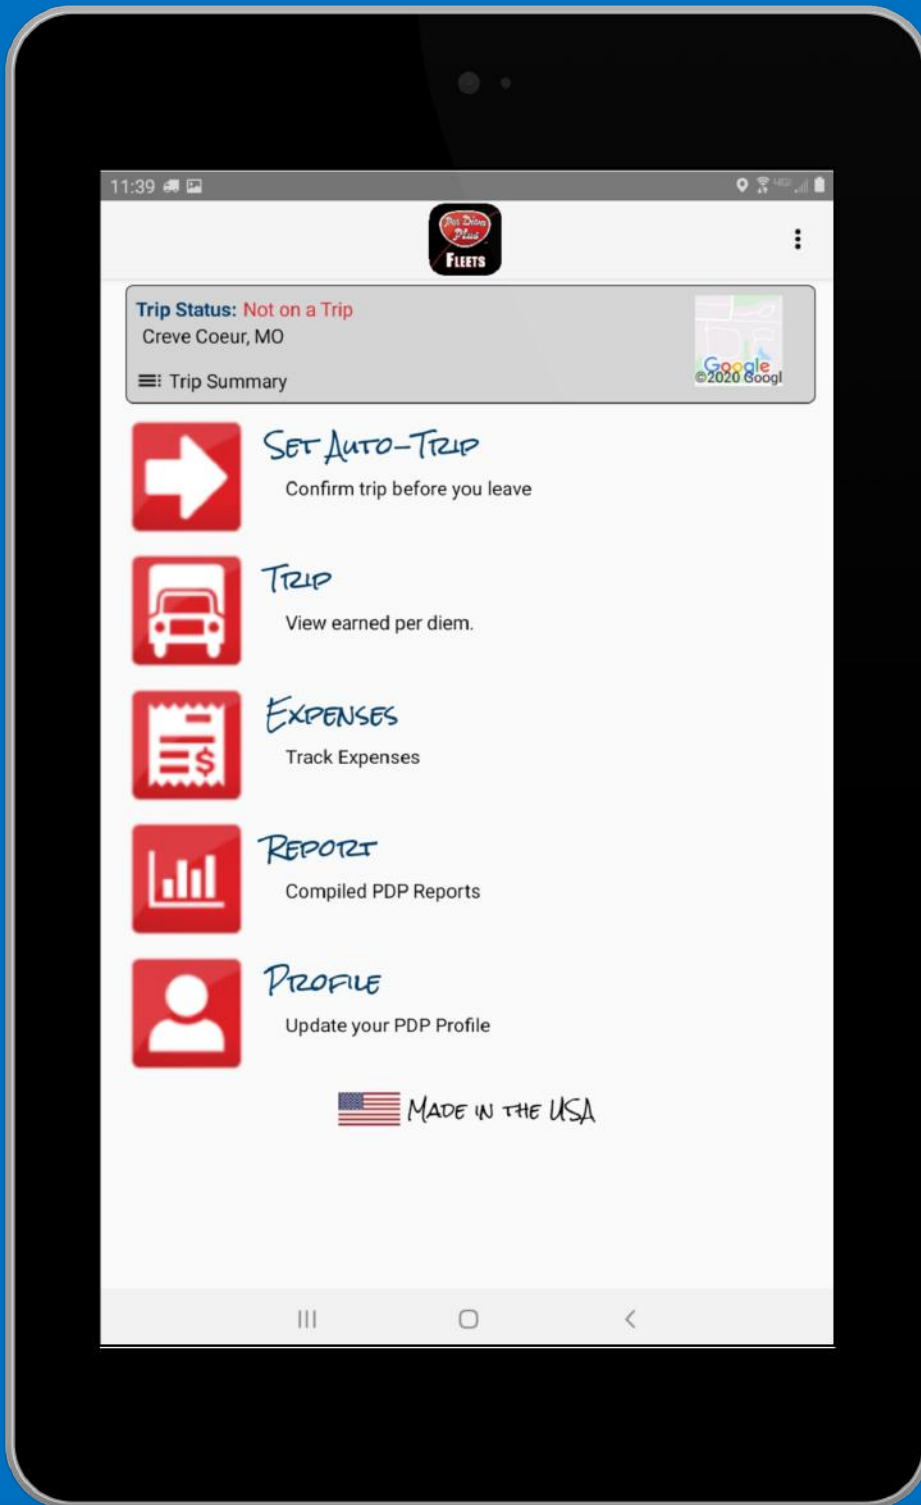 11:39
Per Diem
Plus
FLEETS
Trip Status: Not on a Trip
Creve Coeur, MO
Trip Summary
Google
©2020 Googl
SET AUTO-TRIP
Confirm trip before you leave
TRIP
View earned per diem.
EXPENSES
Track Expenses
$
REPORT
Compiled PDP Reports
PROFILE
Update your PDP Profile
MADE IN THE USA